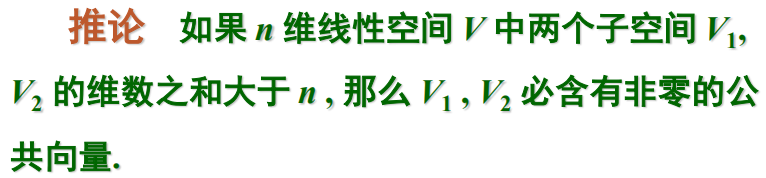 推论 如果 n 维线性空间 V 中两个子空间 V₁,
V₂ 的维数之和大于 n , 那么 V₁ , V₂ 必含有非零的公
共向量.